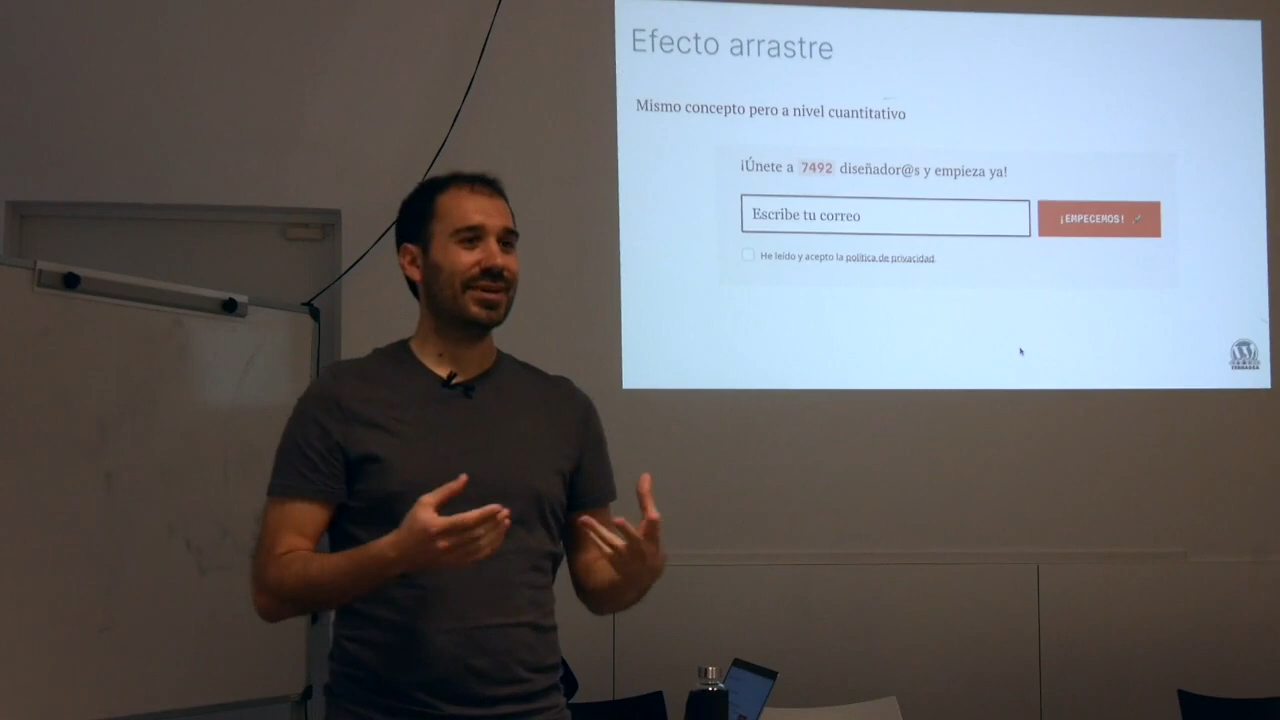 Efecto arrastre
Mismo concepto pero a nivel cuantitativo
¡Únete a 7492 diseñador@s y empieza ya!
Escribe tu correo
¡EMPECEMOS!
He leído y acepto la política de privacidad.
TERRASSA